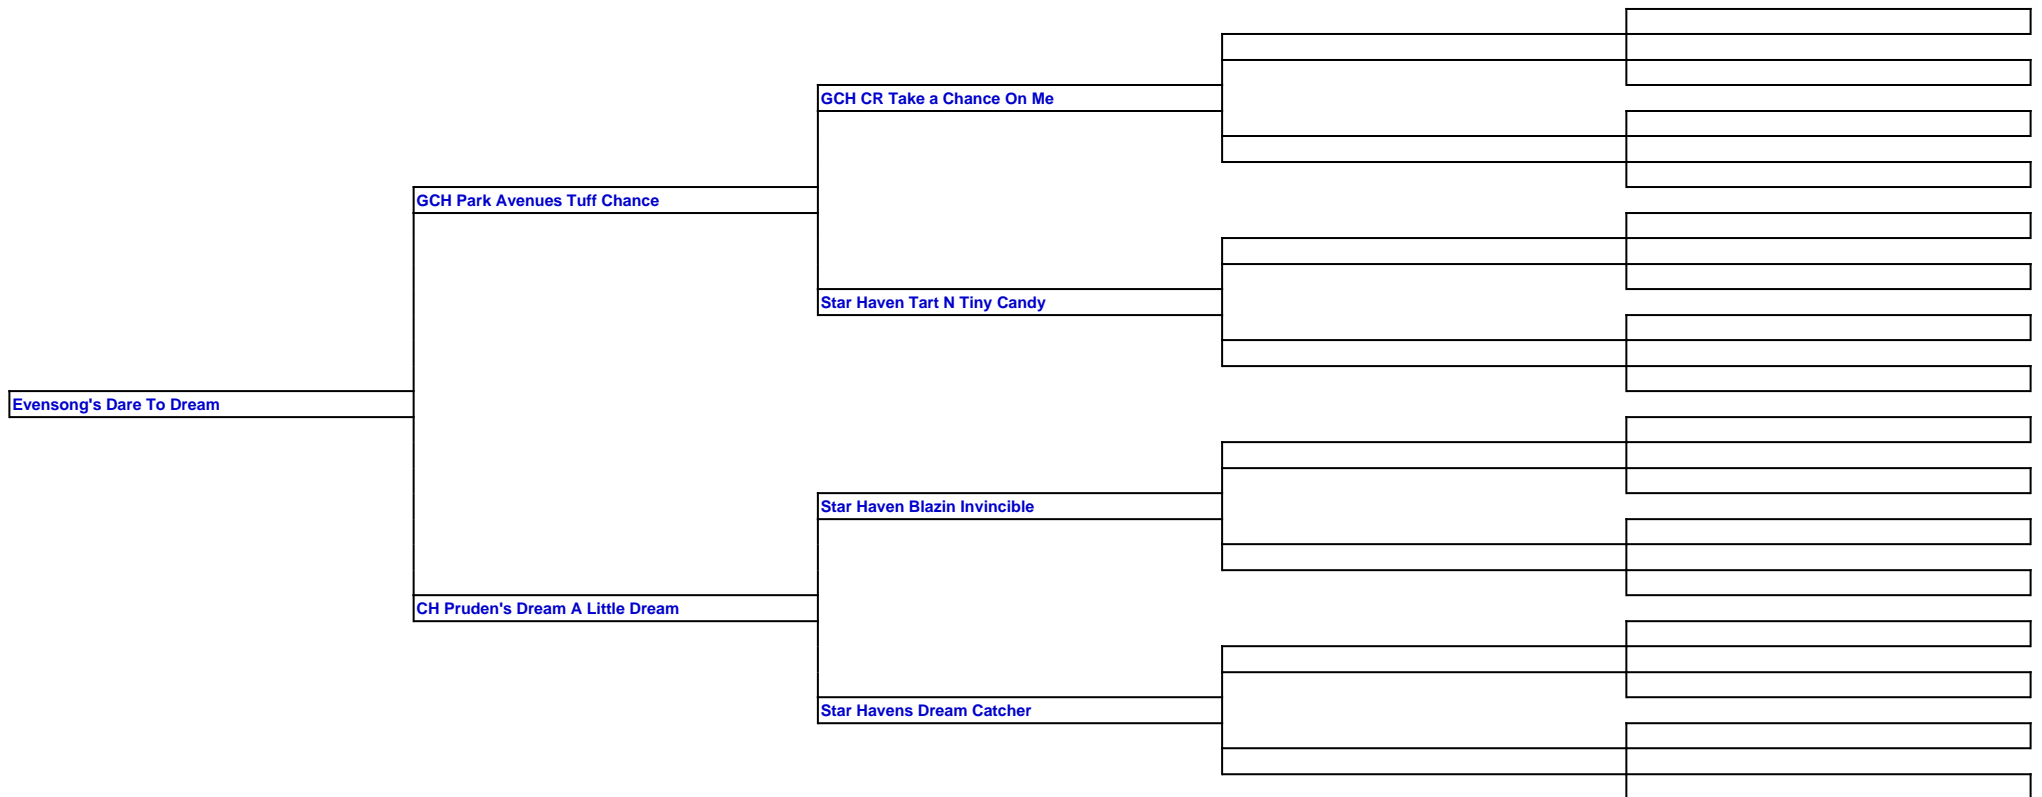 GCH CR Take a Chance On Me
GCH Park Avenues Tuff Chance
Star Haven Tart N Tiny Candy
Evensong's Dare To Dream
Star Haven Blazin Invincible
CH Pruden's Dream A Little Dream
Star Havens Dream Catcher